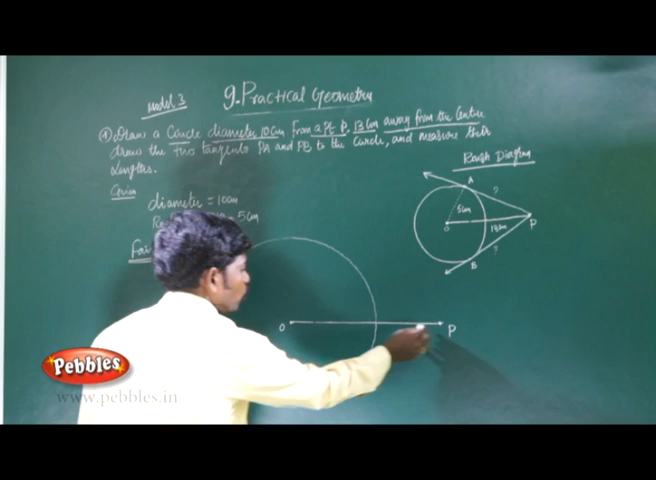 model 3
9. Practical Geometry
① Draw a Circle diameter 10cm from a pt P, 13cm away from the Centre
draw the two tangents PA and PB to the circle, and measure their
Lengths.
Rough Diagram
Given
diameter = 10cm
5cm
A
?
5cm
O
13cm
P
?
B
O
P
Pebbles
www.pebbles.in